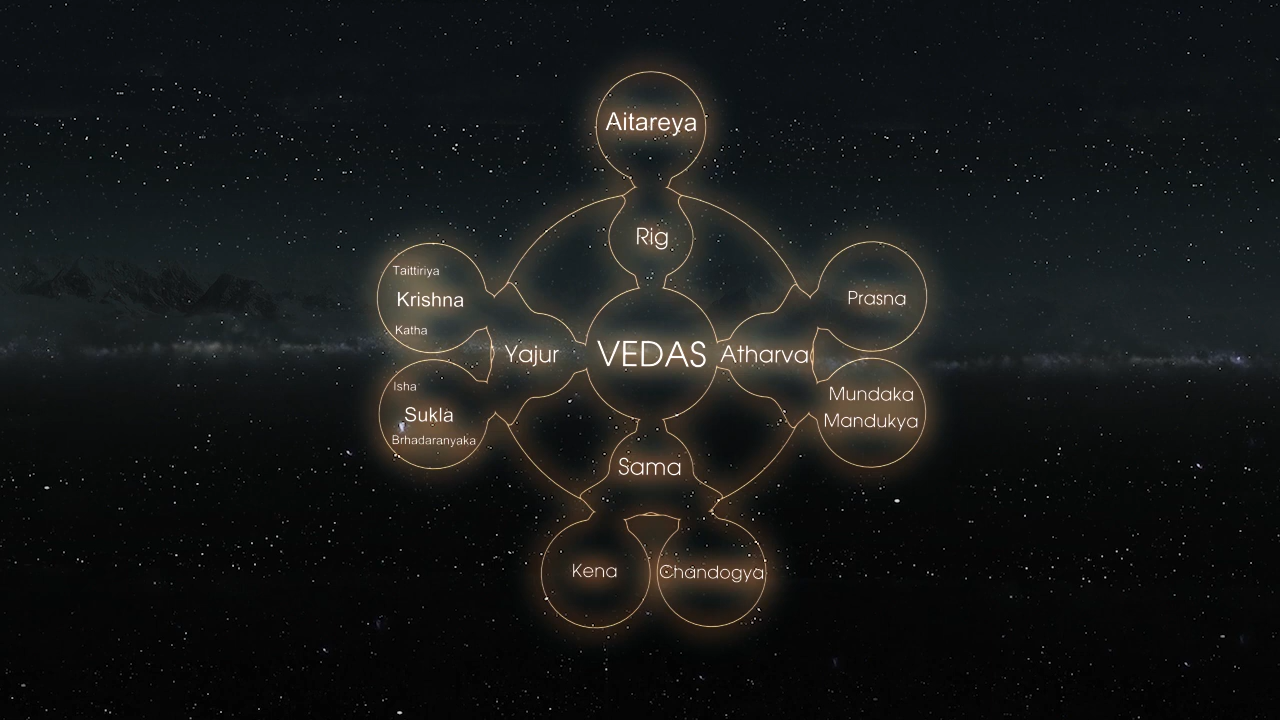 Aitareya
Rig
Taittiriya
Krishna
Katha
Prasna
Yajur
VEDAS
Atharva
Isha
Sukla
Brhadaranyaka
Mundaka
Mandukya
Sama
Kena
Chandogya